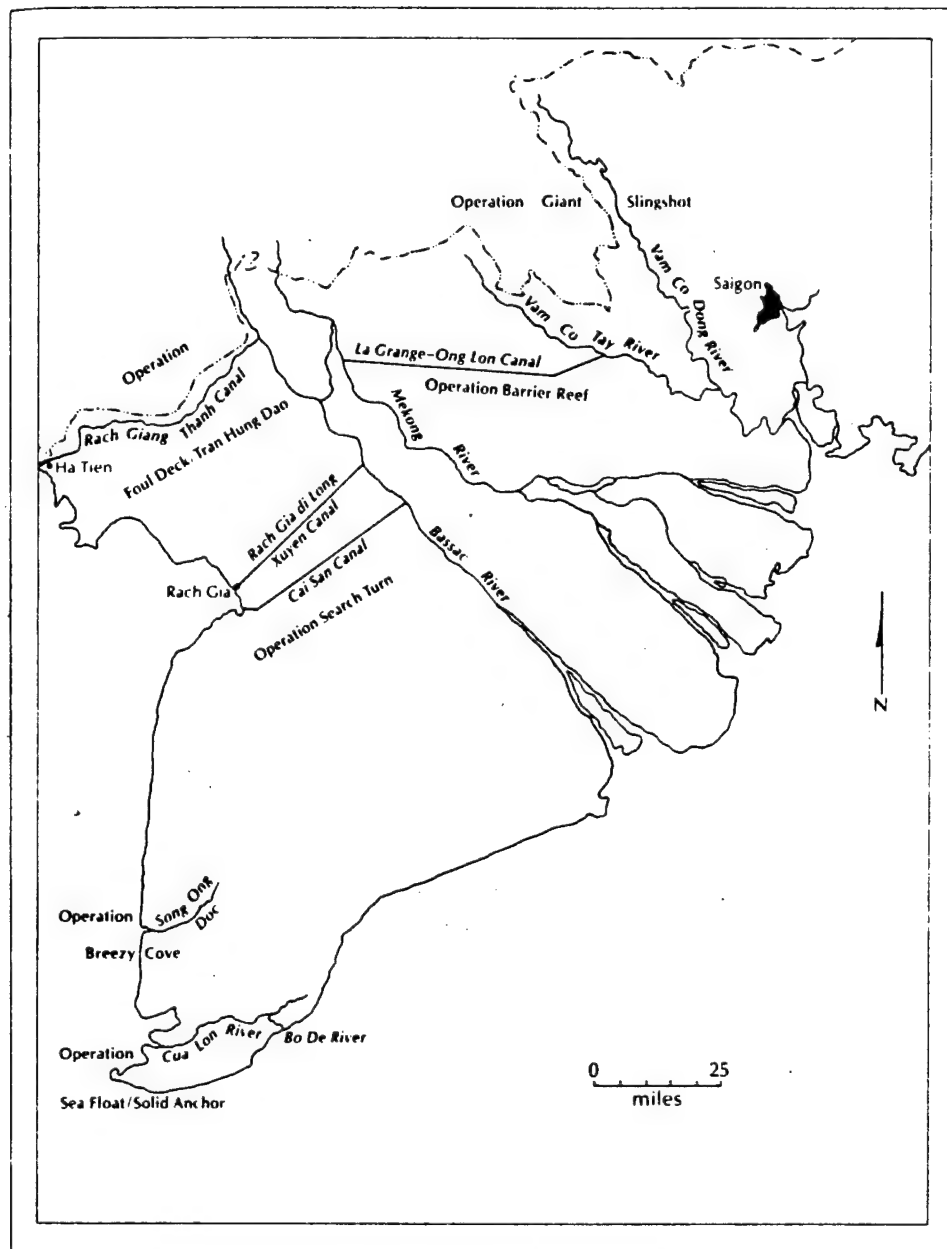 Operation Giant Slingshot
Vam Co Dong River
Saigon
Vam Co Tay River
La Grange-Ong Lon Canal
Operation Barrier Reef
Operation
Rach Giang Thanh Canal
Ha Tien
Foul Deck, Tran Hung Dao
Mekong River
Rach Gia di Long
Xuyen Canal
Rach Gia
Cai San Canal
Bassac River
Operation Search Turn
N
Operation
Song Ong
Doc
Breezy Cove
Operation
Cua Lon River
Bo De River
Sea Float/Solid Anchor
0 25
miles